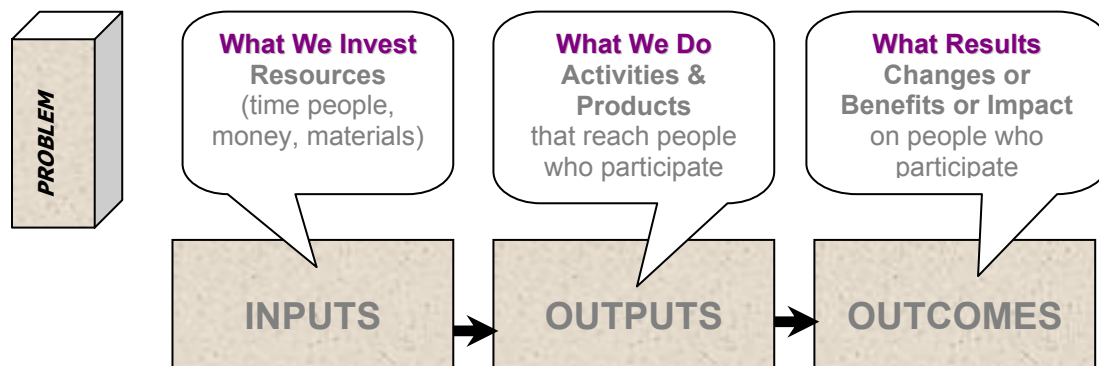 PROBLEM
What We Invest
Resources
(time people,
money, materials)
What We Do
Activities &
Products
that reach people
who participate
What Results
Changes or
Benefits or Impact
on people who
participate
INPUTS
OUTPUTS
OUTCOMES